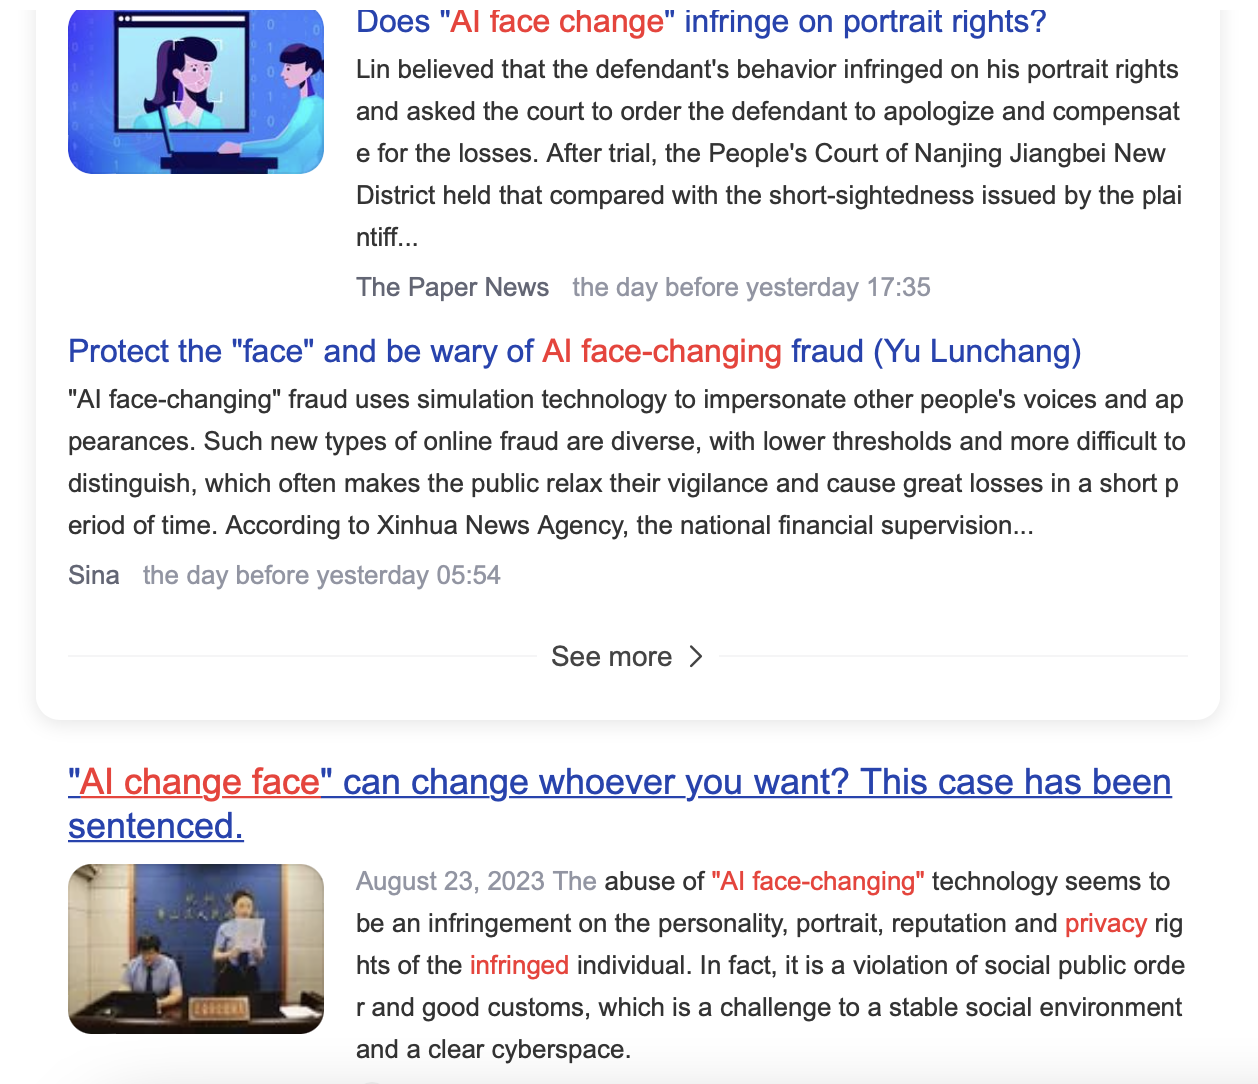 Does "AI face change" infringe on portrait rights?
Lin believed that the defendant's behavior infringed on his portrait rights
and asked the court to order the defendant to apologize and compensat
e for the losses. After trial, the People's Court of Nanjing Jiangbei New
District held that compared with the short-sightedness issued by the plai
ntiff...
The Paper News the day before yesterday 17:35
Protect the "face" and be wary of AI face-changing fraud (Yu Lunchang)
"AI face-changing" fraud uses simulation technology to impersonate other people's voices and ap
pearances. Such new types of online fraud are diverse, with lower thresholds and more difficult to
distinguish, which often makes the public relax their vigilance and cause great losses in a short p
eriod of time. According to Xinhua News Agency, the national financial supervision...
Sina the day before yesterday 05:54
See more
"AI change face" can change whoever you want? This case has been
sentenced.
August 23, 2023 The abuse of "AI face-changing" technology seems to
be an infringement on the personality, portrait, reputation and privacy rig
hts of the infringed individual. In fact, it is a violation of social public orde
r and good customs, which is a challenge to a stable social environment
and a clear cyberspace.